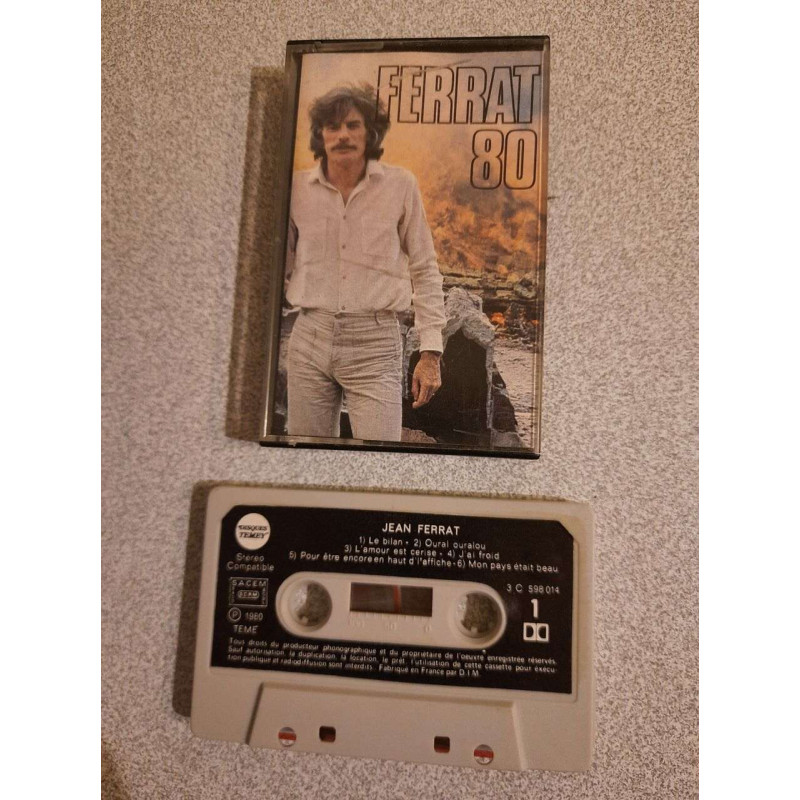 FERRAT
80
DISQUES
TEMEY
Stéréo
Compatible
JEAN FERRAT
1) Le bilan - 2) Oural ouralou
3) L'amour est cerise - 4) J'ai froid
5) Pour être encore en haut d'l'affiche - 6) Mon pays était beau
3 C 598 014
1
SACEM
P 1980
TEME
Tous droits du producteur phonographique et du propriétaire de l'oeuvre enregistrée réservés.
Sauf autorisation, la duplication, la location, le prêt, l'utilisation de cette cassette pour exécu-
tion publique et radiodiffusion sont interdits. Fabriqué en France par D.I.M.